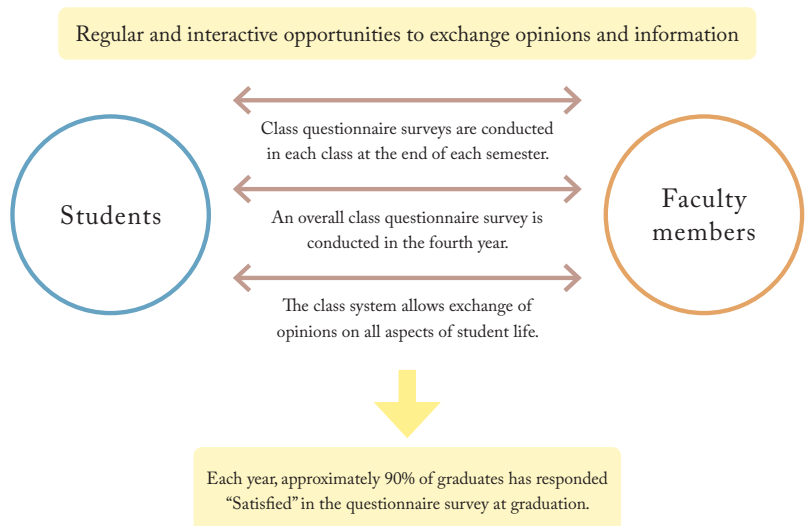 Regular and interactive opportunities to exchange opinions and information
Class questionnaire surveys are conducted
in each class at the end of each semester.
Students
An overall class questionnaire survey is
conducted in the fourth year.
Faculty
members
The class system allows exchange of
opinions on all aspects of student life.
Each year, approximately 90% of graduates has responded
“Satisfied” in the questionnaire survey at graduation.